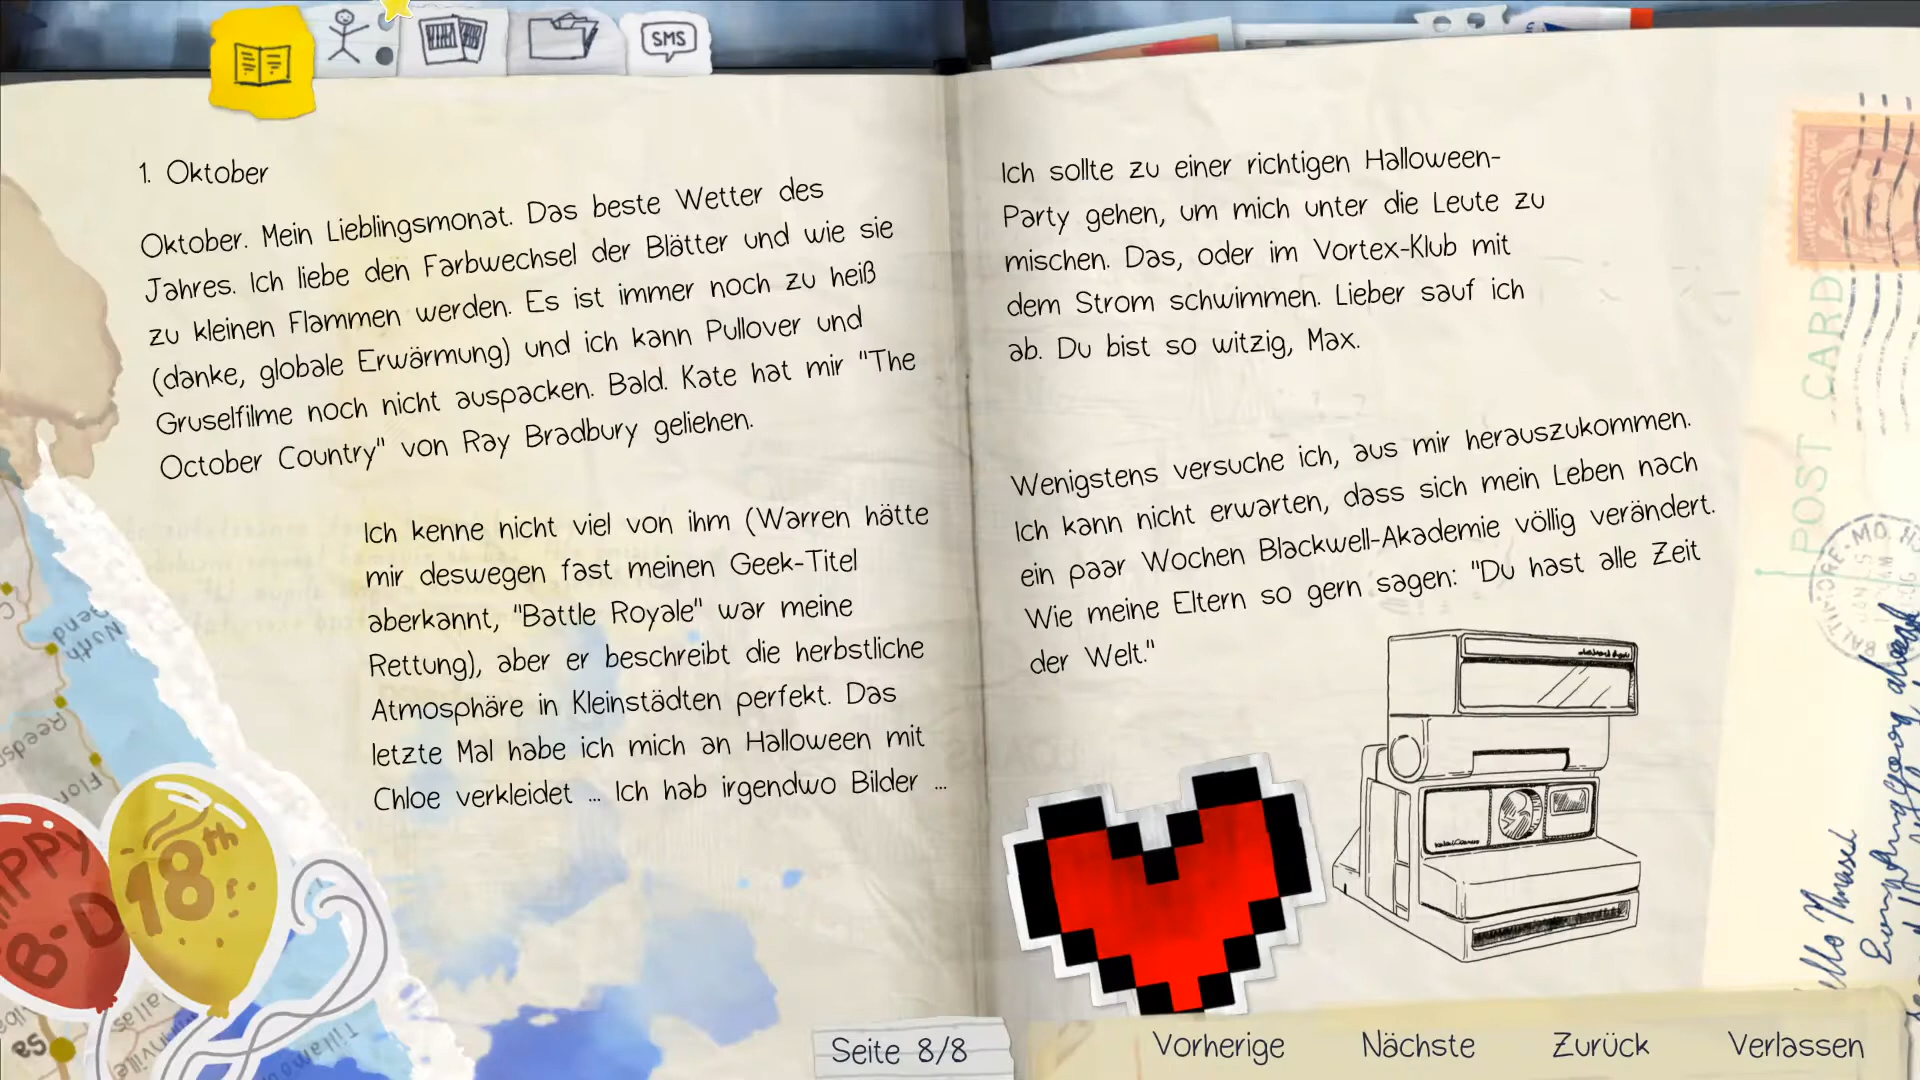 SMS
1. Oktober
Oktober. Mein Lieblingsmonat. Das beste Wetter des
Jahres. Ich liebe den Farbwechsel der Blätter und wie sie
zu kleinen Flammen werden. Es ist immer noch zu heiß
(danke, globale Erwärmung) und ich kann Pullover und
Gruselfilme noch nicht auspacken. Bald. Kate hat mir "The
October Country" von Ray Bradbury geliehen.
Ich kenne nicht viel von ihm (Warren hätte
mir deswegen fast meinen Geek-Titel
aberkannt, "Battle Royale" war meine
Rettung), aber er beschreibt die herbstliche
Atmosphäre in Kleinstädten perfekt. Das
letzte Mal habe ich mich an Halloween mit
Chloe verkleidet ... Ich hab irgendwo Bilder ...
Ich sollte zu einer richtigen Halloween-
Party gehen, um mich unter die Leute zu
mischen. Das, oder im Vortex-Klub mit
dem Strom schwimmen. Lieber sauf ich
ab. Du bist so witzig, Max.
Wenigstens versuche ich, aus mir herauszukommen.
Ich kann nicht erwarten, dass sich mein Leben nach
ein paar Wochen Blackwell-Akademie völlig verändert.
Wie meine Eltern so gern sagen: "Du hast alle Zeit
der Welt."
POST CARD
18th
B-D
Seite 8/8
Vorherige
Nächste
Zurück
Verlassen